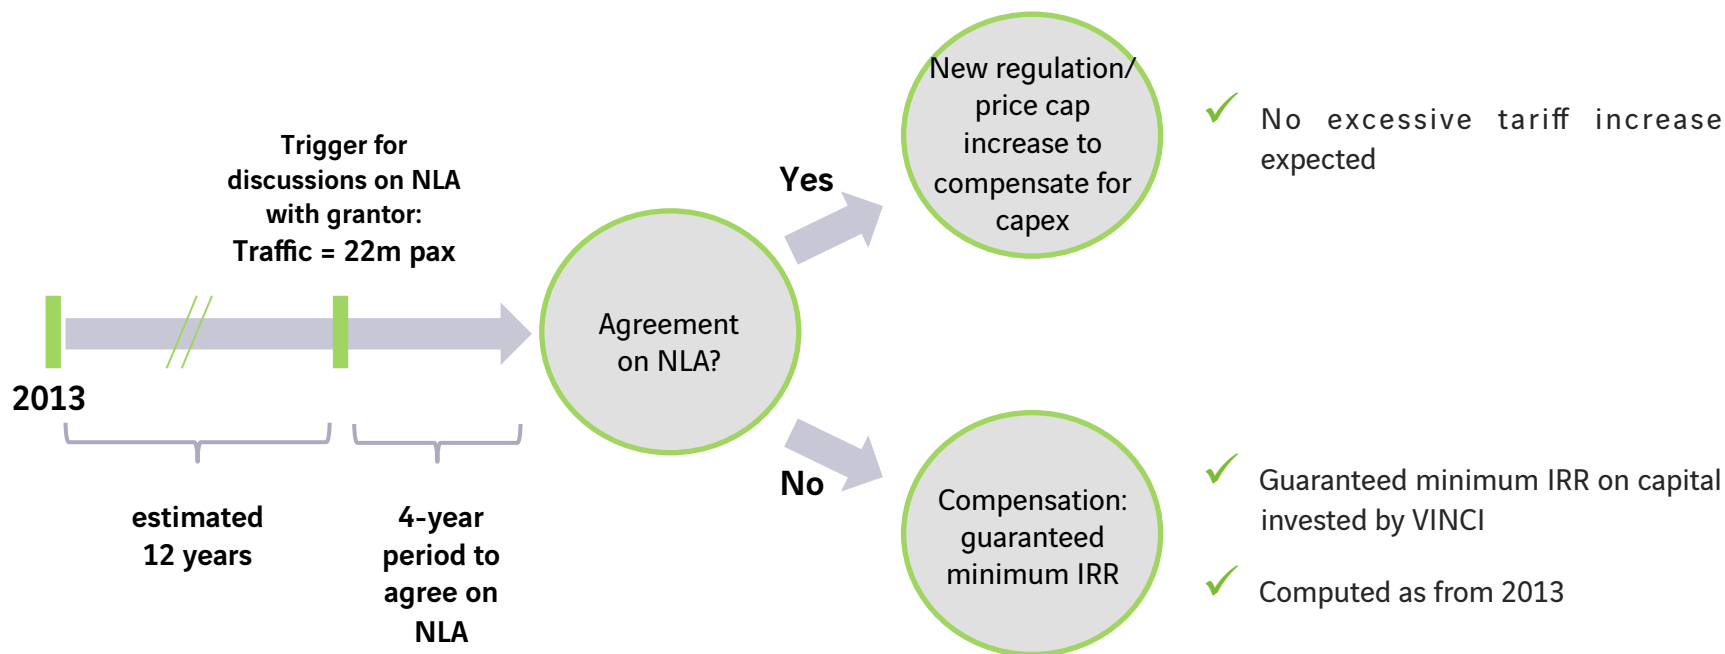 Trigger for
discussions on NLA
with grantor:
Traffic = 22m pax
2013
estimated
12 years
4-year
period to
agree on
NLA
Agreement
on NLA?
Yes
New regulation/
price cap
increase to
compensate for
capex
No excessive tariff increase
expected
No
Compensation:
guaranteed
minimum IRR
Guaranteed minimum IRR on capital
invested by VINCI
Computed as from 2013